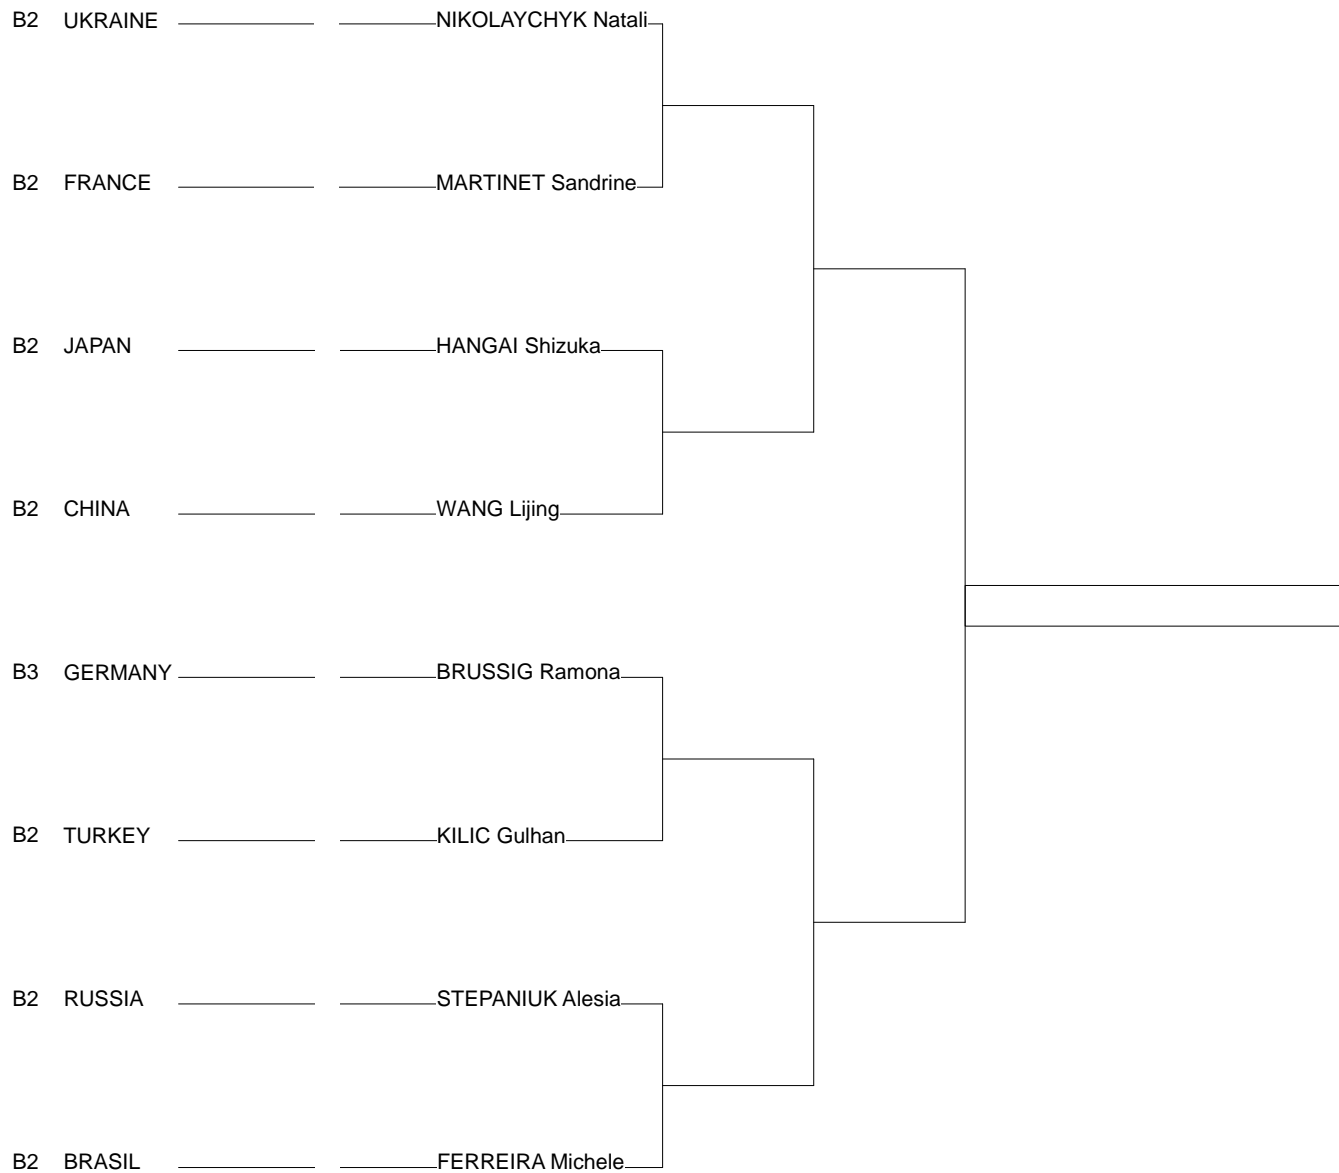 B2 UKRAINE NIKOLAYCHYK Natali
B2 FRANCE MARTINET Sandrine
B2 JAPAN HANGAI Shizuka
B2 CHINA WANG Lijing
B3 GERMANY BRUSSIG Ramona
B2 TURKEY KILIC Gulhan
B2 RUSSIA STEPANIUK Alesia
B2 BRASIL FERREIRA Michele